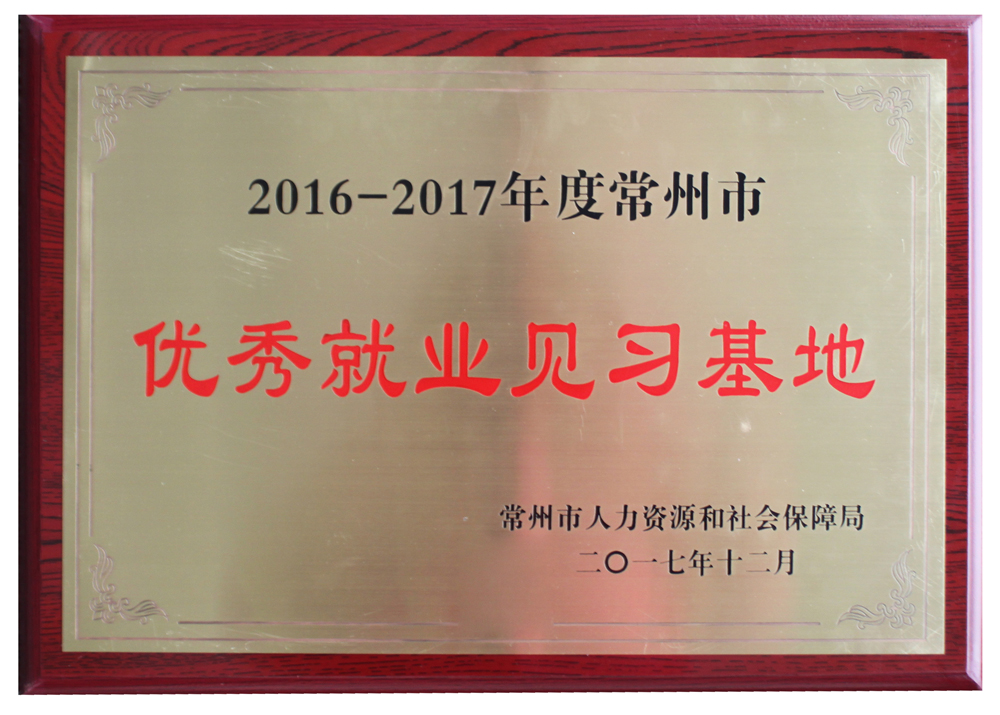 2016-2017年度常州市
优秀就业见习基地
常州市人力资源和社会保障局
二〇一七年十二月